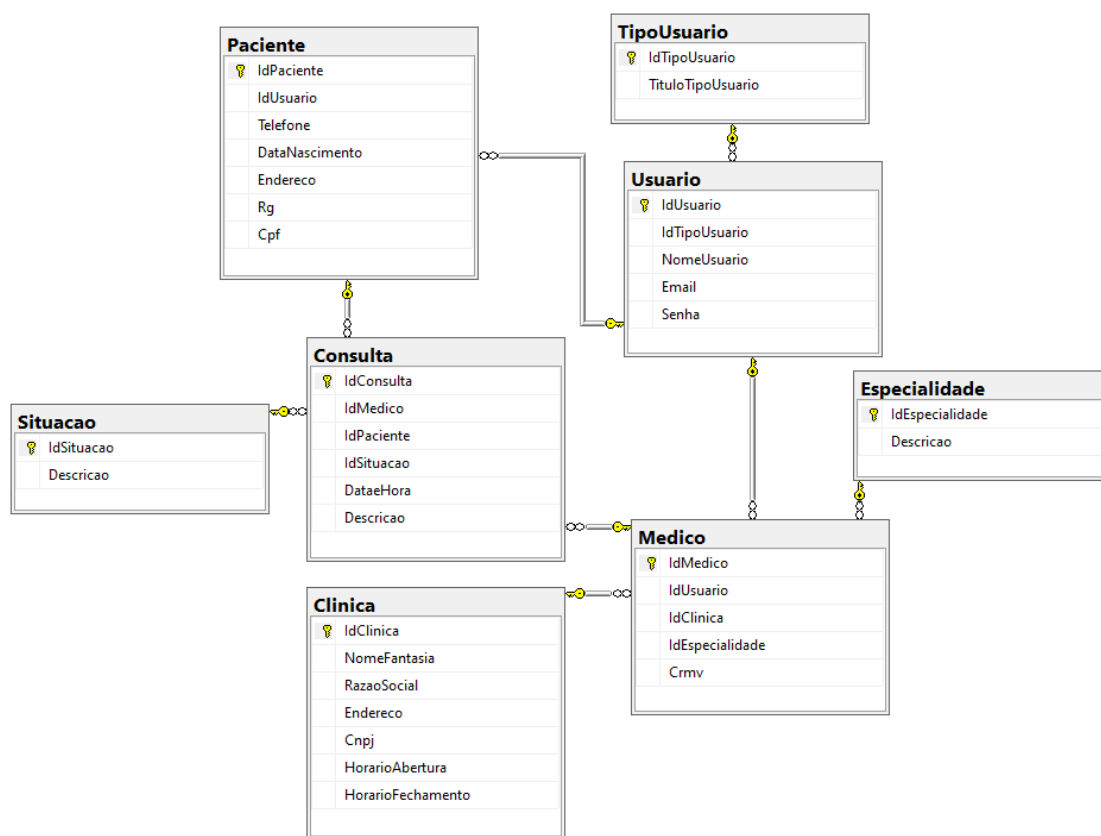 Paciente
IdPaciente
IdUsuario
Telefone
DataNascimento
Endereco
Rg
Cpf
TipoUsuario
IdTipoUsuario
TituloTipoUsuario
Usuario
IdUsuario
IdTipoUsuario
NomeUsuario
Email
Senha
Consulta
IdConsulta
IdMedico
IdPaciente
IdSituacao
DataeHora
Descricao
Situacao
IdSituacao
Descricao
Especialidade
IdEspecialidade
Descricao
Medico
IdMedico
IdUsuario
IdClinica
IdEspecialidade
Crmv
Clinica
IdClinica
NomeFantasia
RazaoSocial
Endereco
Cnpj
HorarioAbertura
HorarioFechamento